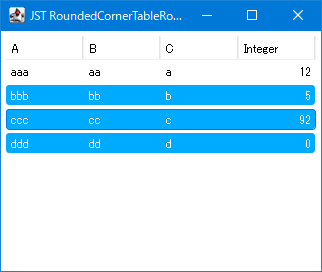 JST RoundedCornerTableRo...
A B C Integer
aaa aa a 12
bbb bb b 5
ccc cc c 92
ddd dd d 0